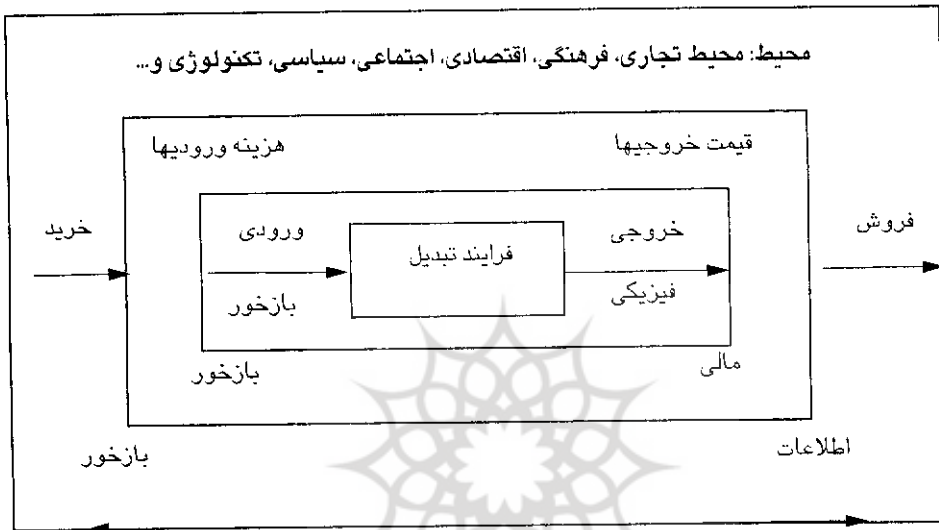 محیط: محیط تجاری، فرهنگی، اقتصادی، اجتماعی، سیاسی، تکنولوژی و...
قیمت خروجیها
هزینه ورودیها
فروش
خروجی
فرایند تبدیل
ورودی
خرید
فیزیکی
بازخور
مالی
بازخور
اطلاعات
بازخور